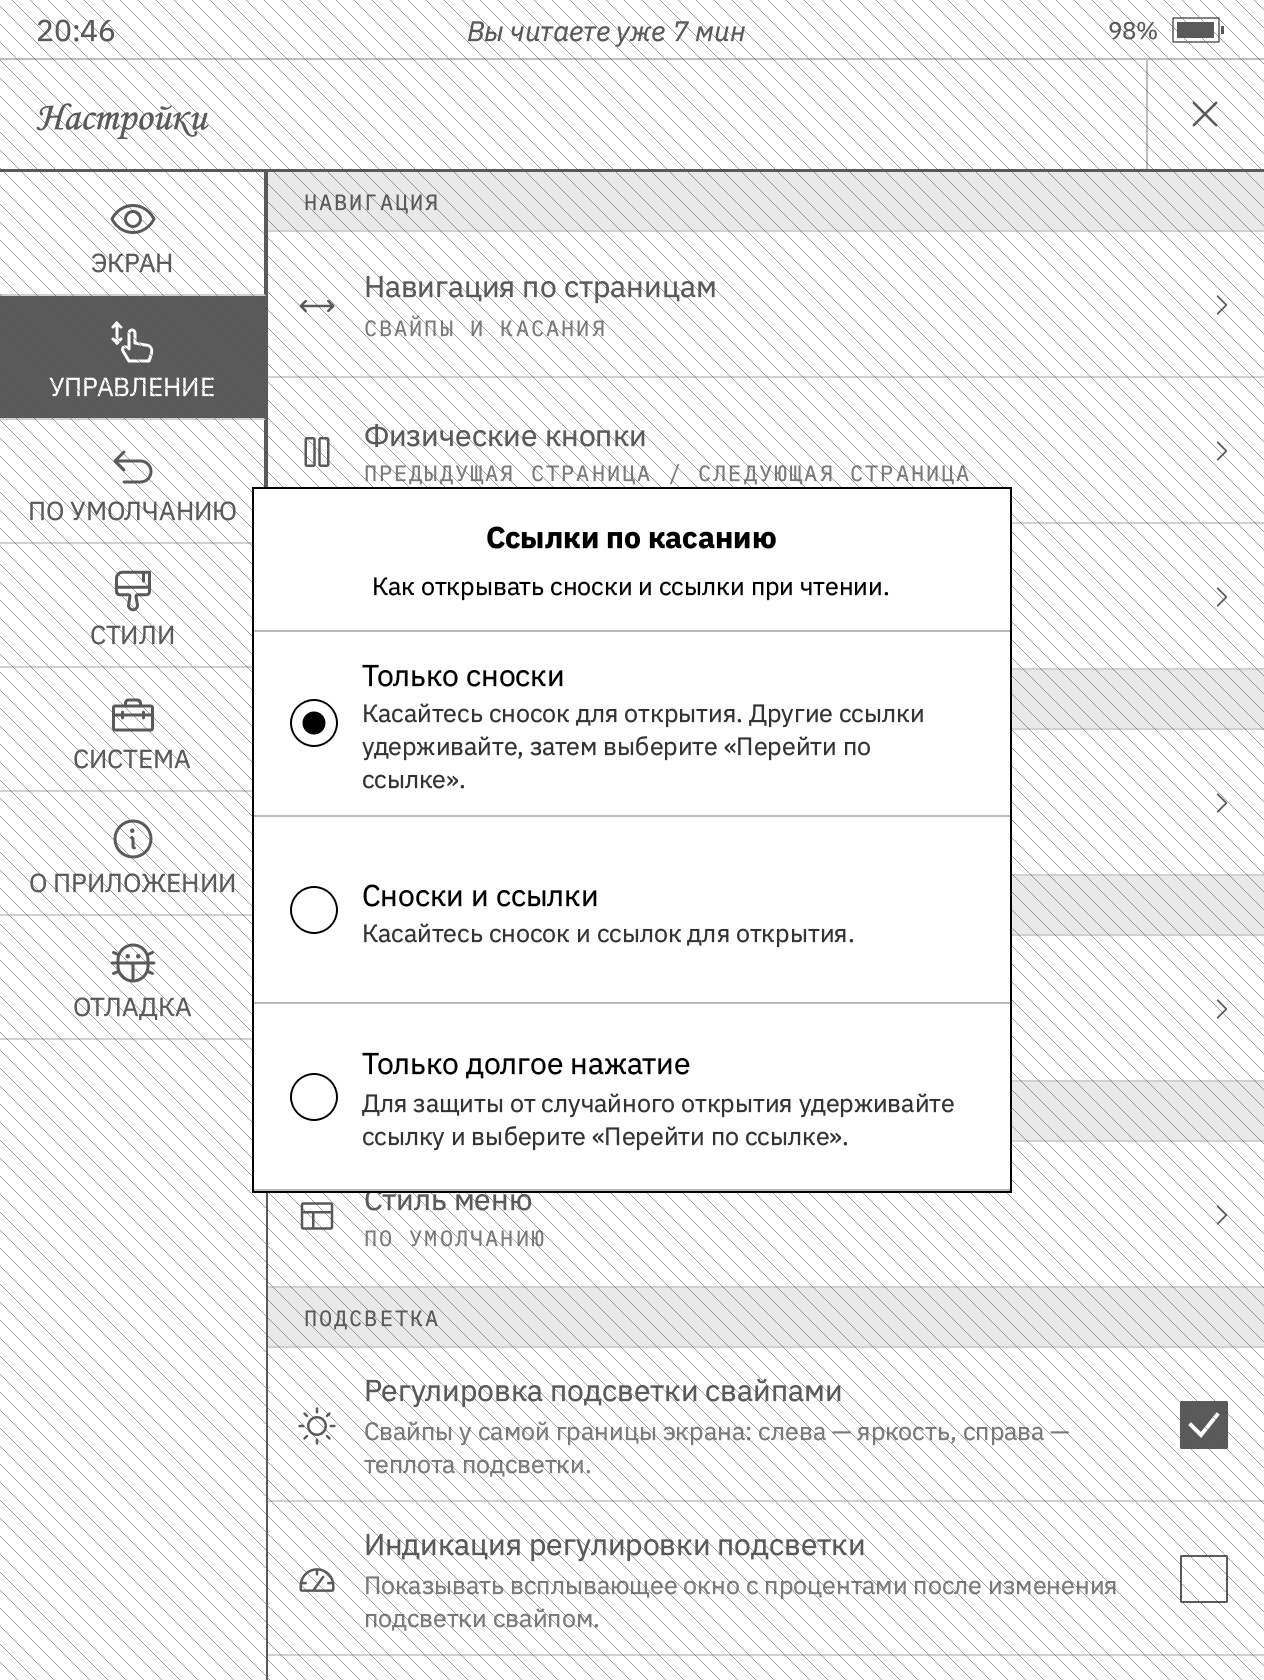 20:46
Вы читаете уже 7 мин
98%
Настройки
ЭКРАН
УПРАВЛЕНИЕ
ПО УМОЛЧАНИЮ
СТИЛИ
СИСТЕМА
О ПРИЛОЖЕНИИ
ОТЛАДКА
НАВИГАЦИЯ
Навигация по страницам
СВАЙПЫ И КАСАНИЯ
Физические кнопки
ПРЕДЫДУЩАЯ СТРАНИЦА / СЛЕДУЮЩАЯ СТРАНИЦА
Ссылки по касанию
Как открывать сноски и ссылки при чтении.
Только сноски
Касайтесь сносок для открытия. Другие ссылки
удерживайте, затем выберите «Перейти по
ссылке».
Сноски и ссылки
Касайтесь сносок и ссылок для открытия.
Только долгое нажатие
Для защиты от случайного открытия удерживайте
ссылку и выберите «Перейти по ссылке».
Стиль меню
ПО УМОЛЧАНИЮ
ПОДСВЕТКА
Регулировка подсветки свайпами
Свайпы у самой границы экрана: слева — яркость, справа —
теплота подсветки.
Индикация регулировки подсветки
Показывать всплывающее окно с процентами после изменения
подсветки свайпом.